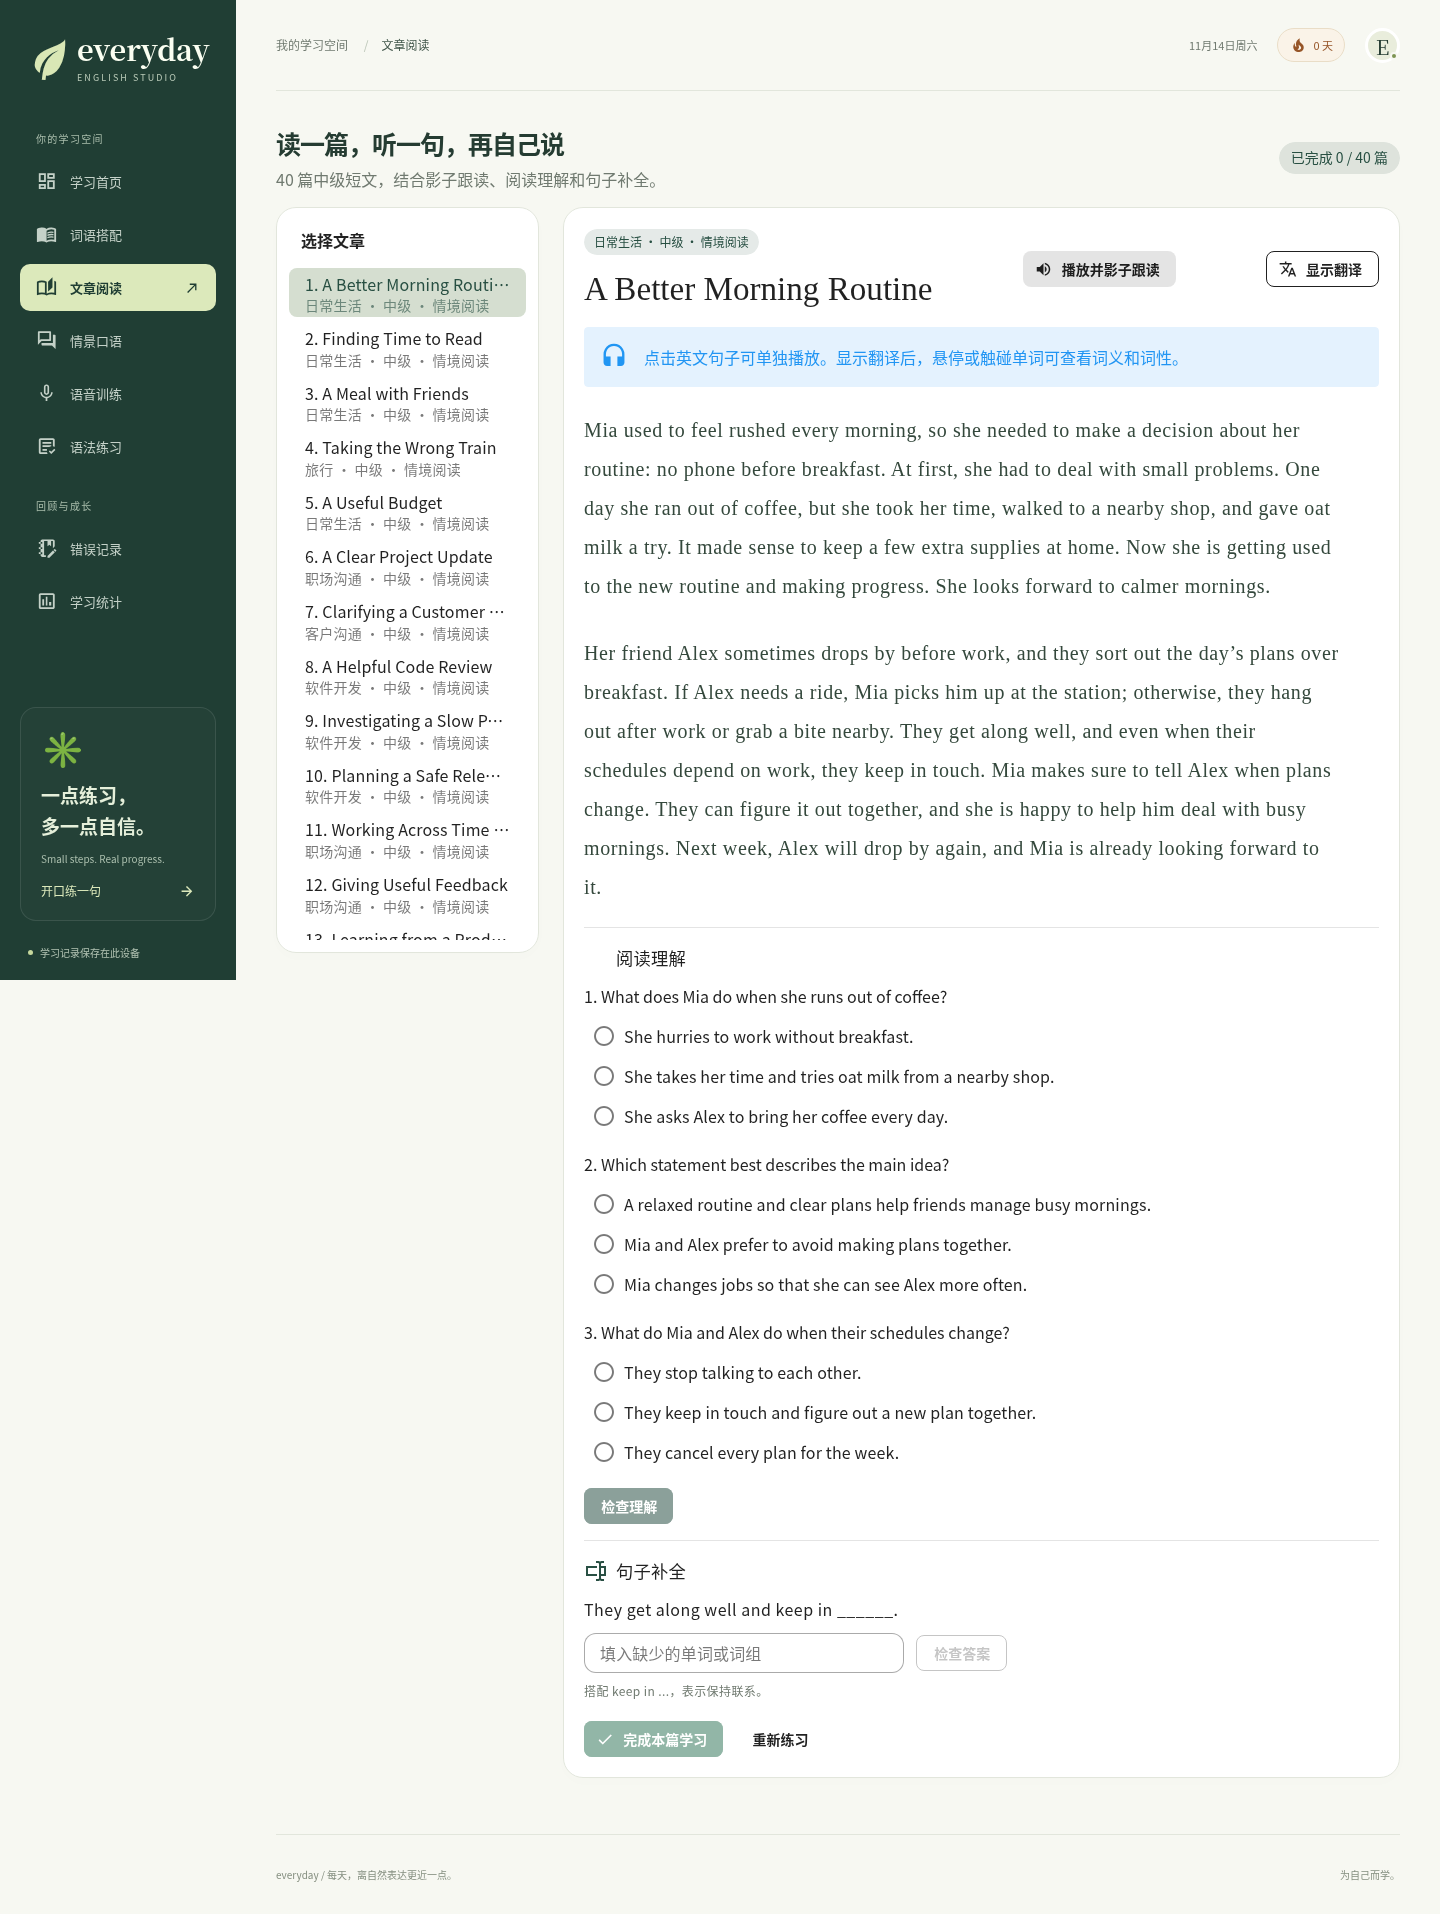 everyday
ENGLISH STUDIO
你的学习空间
学习首页
词语搭配
文章阅读
情景口语
语音训练
语法练习
回顾与成长
错误记录
学习统计
一点练习，
多一点自信。
Small steps. Real progress.
开口练一句
学习记录保存在此设备
我的学习空间 / 文章阅读
11月14日周六
0 天
E
读一篇，听一句，再自己说
40 篇中级短文，结合影子跟读、阅读理解和句子补全。
已完成 0 / 40 篇
选择文章
1. A Better Morning Routi…
日常生活 · 中级 · 情境阅读
2. Finding Time to Read
日常生活 · 中级 · 情境阅读
3. A Meal with Friends
日常生活 · 中级 · 情境阅读
4. Taking the Wrong Train
旅行 · 中级 · 情境阅读
5. A Useful Budget
日常生活 · 中级 · 情境阅读
6. A Clear Project Update
职场沟通 · 中级 · 情境阅读
7. Clarifying a Customer …
客户沟通 · 中级 · 情境阅读
8. A Helpful Code Review
软件开发 · 中级 · 情境阅读
9. Investigating a Slow P…
软件开发 · 中级 · 情境阅读
10. Planning a Safe Rele…
软件开发 · 中级 · 情境阅读
11. Working Across Time …
职场沟通 · 中级 · 情境阅读
12. Giving Useful Feedback
职场沟通 · 中级 · 情境阅读
13. Learning from a Prod…
日常生活 · 中级 · 情境阅读
A Better Morning Routine
播放并影子跟读
显示翻译
点击英文句子可单独播放。显示翻译后，悬停或触碰单词可查看词义和词性。
Mia used to feel rushed every morning, so she needed to make a decision about her
routine: no phone before breakfast. At first, she had to deal with small problems. One
day she ran out of coffee, but she took her time, walked to a nearby shop, and gave oat
milk a try. It made sense to keep a few extra supplies at home. Now she is getting used
to the new routine and making progress. She looks forward to calmer mornings.
Her friend Alex sometimes drops by before work, and they sort out the day’s plans over
breakfast. If Alex needs a ride, Mia picks him up at the station; otherwise, they hang
out after work or grab a bite nearby. They get along well, and even when their
schedules depend on work, they keep in touch. Mia makes sure to tell Alex when plans
change. They can figure it out together, and she is happy to help him deal with busy
mornings. Next week, Alex will drop by again, and Mia is already looking forward to
it.
阅读理解
1. What does Mia do when she runs out of coffee?
She hurries to work without breakfast.
She takes her time and tries oat milk from a nearby shop.
She asks Alex to bring her coffee every day.
2. Which statement best describes the main idea?
A relaxed routine and clear plans help friends manage busy mornings.
Mia and Alex prefer to avoid making plans together.
Mia changes jobs so that she can see Alex more often.
3. What do Mia and Alex do when their schedules change?
They stop talking to each other.
They keep in touch and figure out a new plan together.
They cancel every plan for the week.
检查理解
句子补全
They get along well and keep in ______.
填入缺少的单词或词组
检查答案
搭配 keep in ...，表示保持联系。
完成本篇学习
重新练习
everyday / 每天，离自然表达更近一点。
为自己而学。